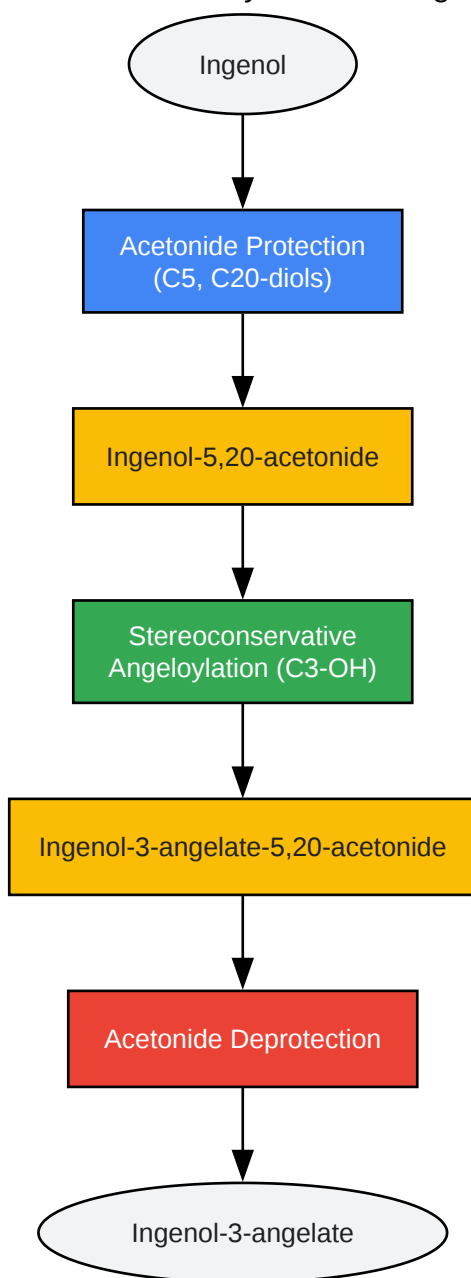 Ingenol
Acetonide Protection
(C5, C20-diols)
Ingenol-5,20-acetonide
Stereoconservative
Angeloylation (C3-OH)
Ingenol-3-angelate-5,20-acetonide
Acetonide Deprotection
Ingenol-3-angelate